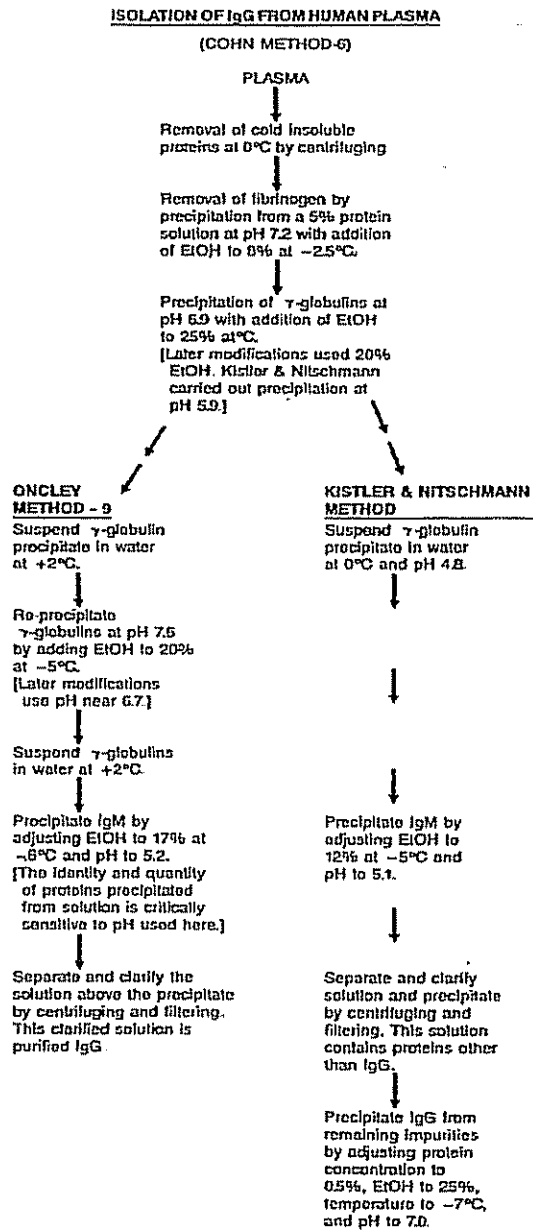 ISOLATION OF IgG FROM HUMAN PLASMA
(COHN METHOD-6)
PLASMA
Removal of cold insoluble
proteins at 0°C by centrifuging
Removal of fibrinogen by
precipitation from a 5% protein
solution at pH 7.2 with addition
of EtOH to 8% at −2.5°C.
Precipitation of γ-globulins at
pH 6.9 with addition of EtOH
to 25% at°C.
[Later modifications used 20%
EtOH. Kistler & Nitschmann
carried out precipitation at
pH 5.9.]
ONCLEY
METHOD – 9
Suspend γ-globulin
precipitate in water
at +2°C.
Re-precipitate
γ-globulins at pH 7.5
by adding EtOH to 20%
at −5°C.
[Later modifications
use pH near 6.7.]
Suspend γ-globulins
in water at +2°C.
Precipitate IgM by
adjusting EtOH to 17% at
−6°C and pH to 5.2.
[The identity and quantity
of proteins precipitated
from solution is critically
sensitive to pH used here.]
Separate and clarify the
solution above the precipitate
by centrifuging and filtering.
This clarified solution is
purified IgG
KISTLER & NITSCHMANN
METHOD
Suspend γ-globulin
precipitate in water
at 0°C and pH 4.8.
Precipitate IgM by
adjusting EtOH to
12% at −5°C and
pH to 5.1.
Separate and clarify
solution and precipitate
by centrifuging and
filtering. This solution
contains proteins other
than IgG.
Precipitate IgG from
remaining impurities
by adjusting protein
concentration to
0.5%, EtOH to 25%,
temperature to −7°C,
and pH to 7.0.